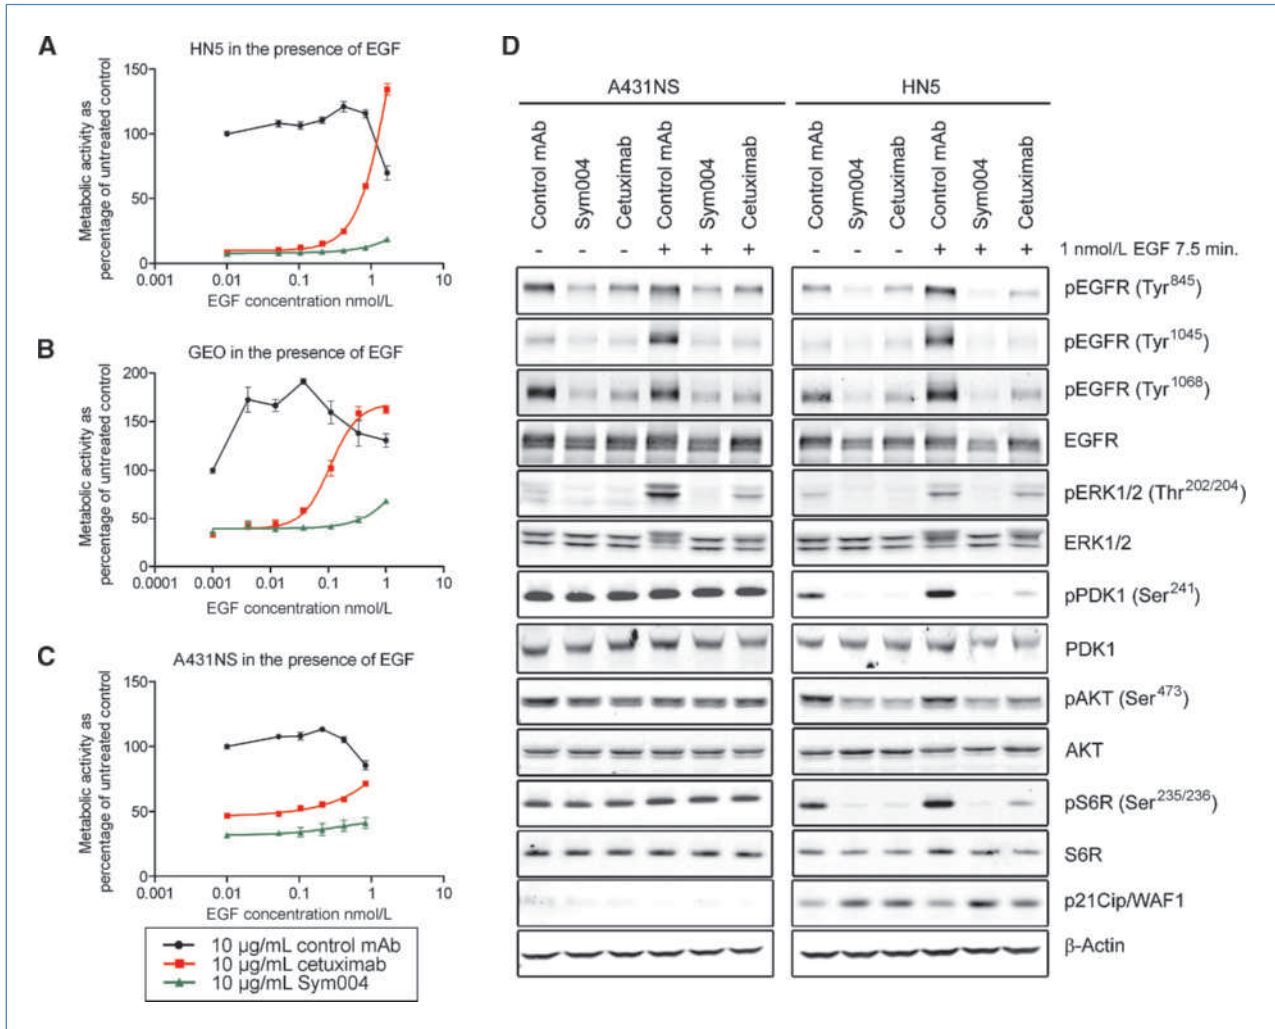 A
HN5 in the presence of EGF
Metabolic activity as
percentage of untreated control
150
100
50
0
0.001
0.01
0.1
1
10
EGF concentration nmol/L
B
GEO in the presence of EGF
Metabolic activity as
percentage of untreated control
200
150
100
50
0
0.0001
0.001
0.01
0.1
1
10
EGF concentration nmol/L
C
A431NS in the presence of EGF
Metabolic activity as
percentage of untreated control
150
100
50
0
0.001
0.01
0.1
1
10
EGF concentration nmol/L
10 µg/mL control mAb
10 µg/mL cetuximab
10 µg/mL Sym004
D
A431NS
HN5
Control mAb
Sym004
Cetuximab
Control mAb
Sym004
Cetuximab
Control mAb
Sym004
Cetuximab
Control mAb
Sym004
Cetuximab
- - - + + + - - - + + + 1 nmol/L EGF 7.5 min.
pEGFR (Tyr845)
pEGFR (Tyr1045)
pEGFR (Tyr1068)
EGFR
pERK1/2 (Thr202/204)
ERK1/2
pPDK1 (Ser241)
PDK1
pAKT (Ser473)
AKT
pS6R (Ser235/236)
S6R
p21Cip/WAF1
β-Actin